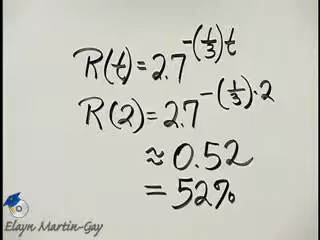 R(t) = 2.7^{-(1/3)t}
R(2) = 2.7^{-(1/3)·2}
≈ 0.52
= 52%
Elayn Martin-Gay